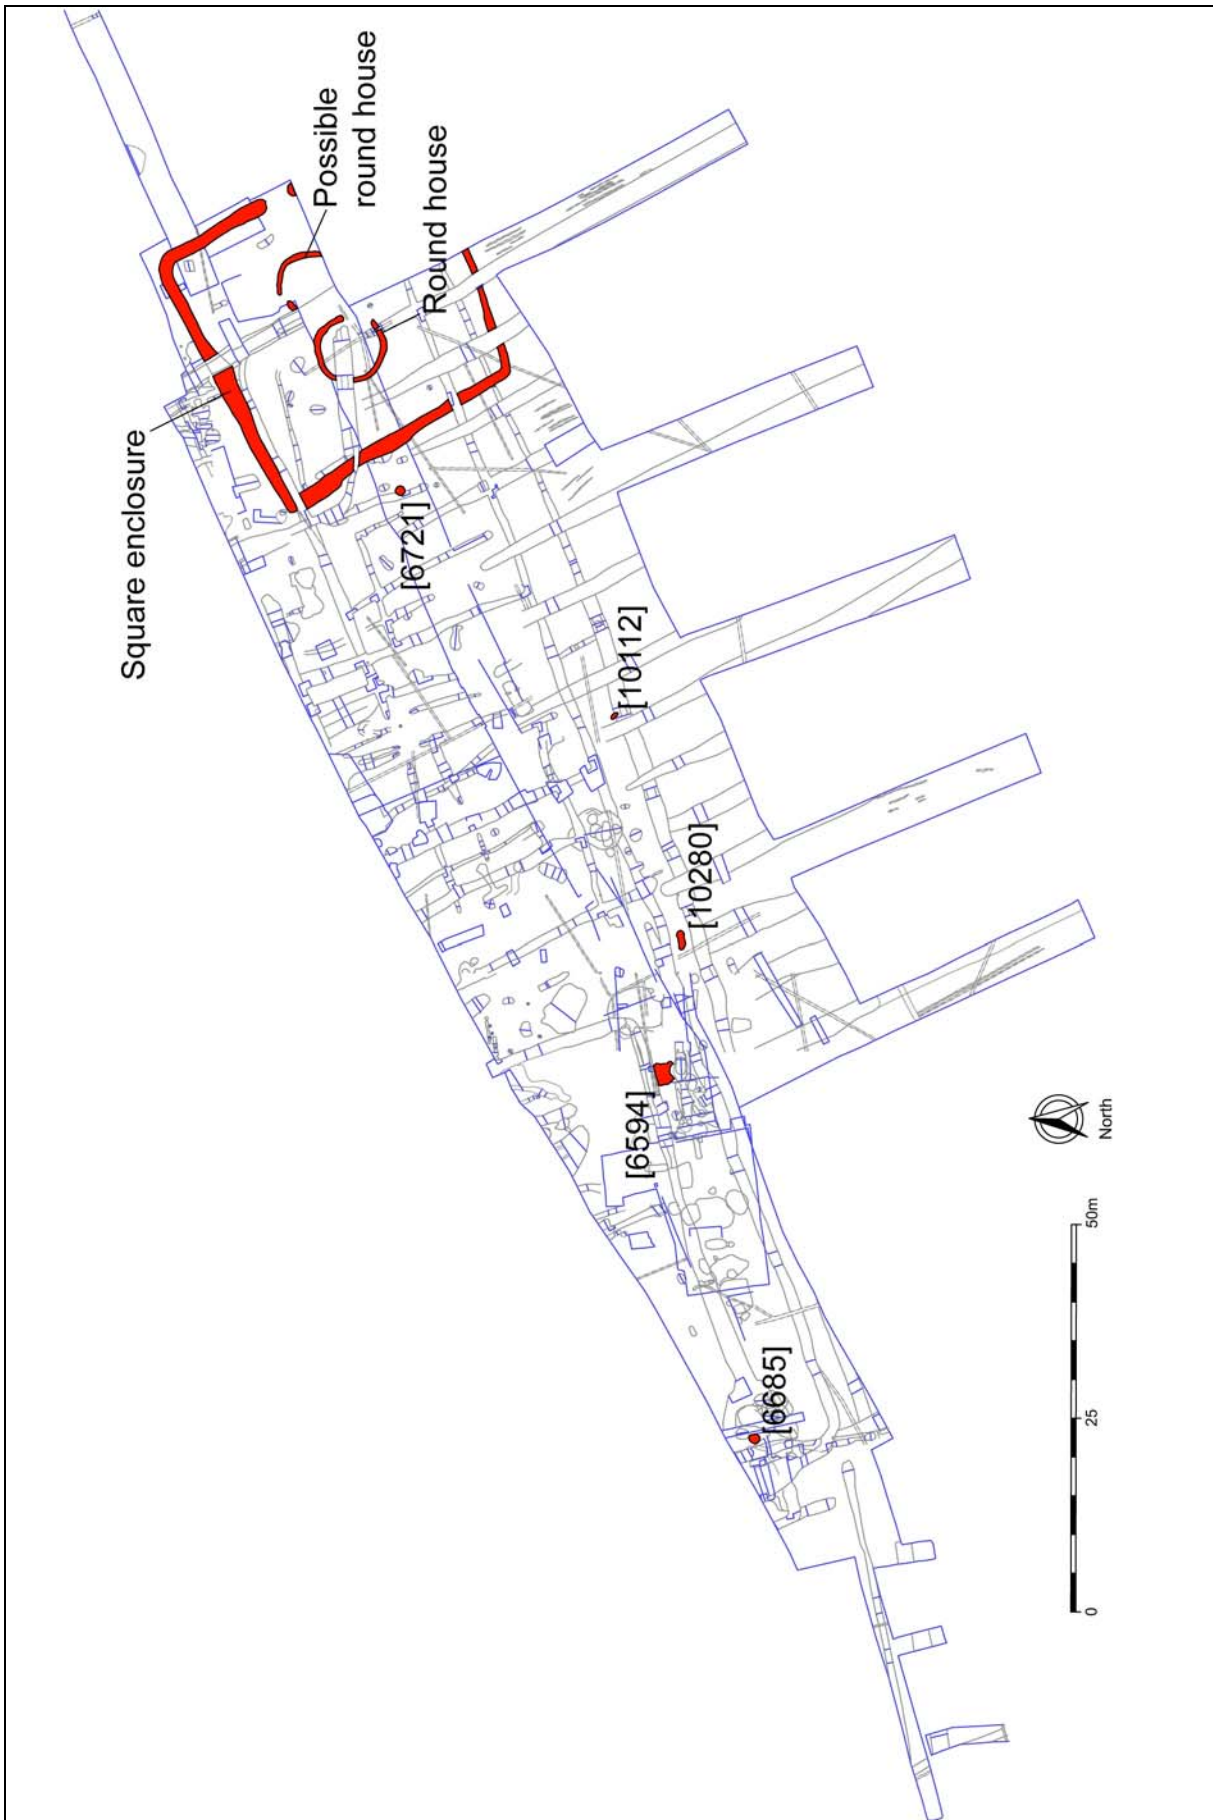 Square enclosure
Possible
round house
Round house
[6721]
[10112]
[10280]
[6594]
[6685]
North
0
25
50m